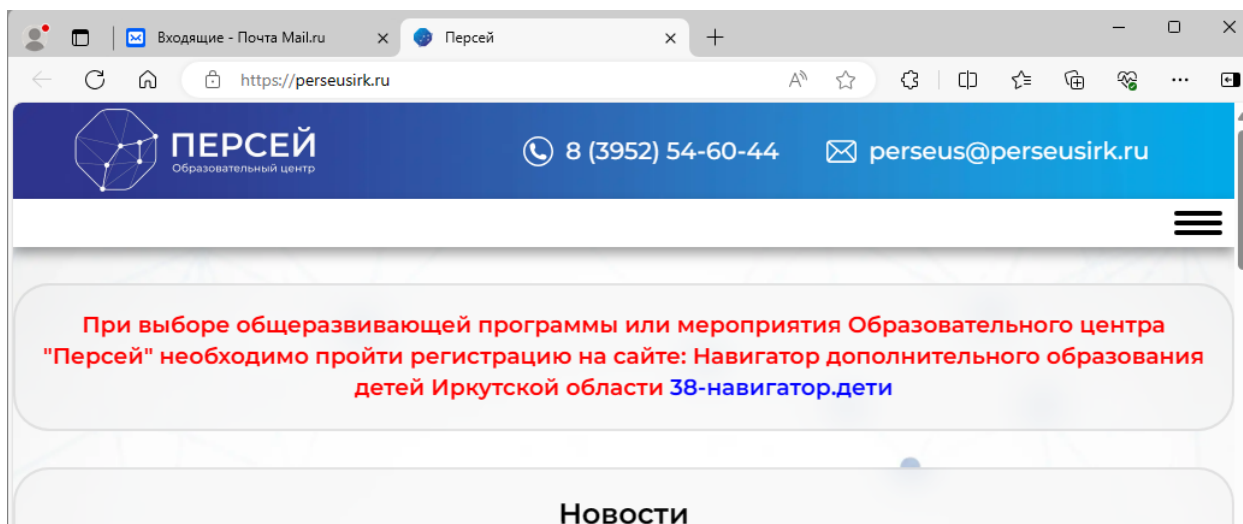 Входящие - Почта Mail.ru
Персей
https://perseusirk.ru
ПЕРСЕЙ
Образовательный центр
8 (3952) 54-60-44
perseus@perseusirk.ru
При выборе общеразвивающей программы или мероприятия Образовательного центра
"Персей" необходимо пройти регистрацию на сайте: Навигатор дополнительного образования
детей Иркутской области 38-навигатор.дети
Новости